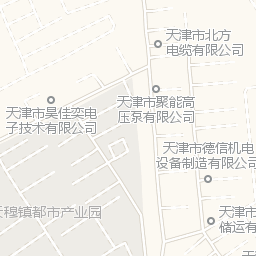 天津市北方
电缆有限公司
天津市聚能高
压泵有限公司
天津市昊佳奕电
子技术有限公司
天津市德信机电
设备制造有限公
天穆镇都市产业园
天津市
储运有